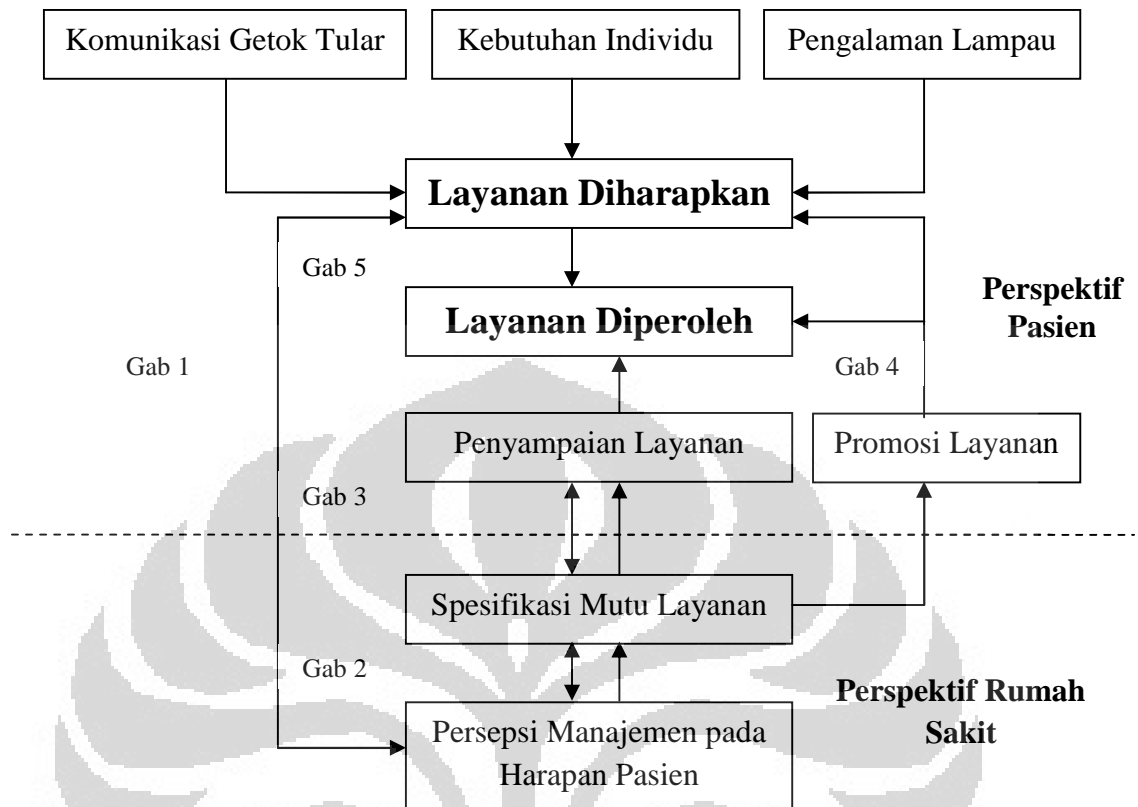 Komunikasi Getok Tular
Kebutuhan Individu
Pengalaman Lampau
Layanan Diharapkan
Gab 5
Layanan Diperoleh
Perspektif
Pasien
Gab 1
Gab 4
Penyampaian Layanan
Promosi Layanan
Gab 3
Spesifikasi Mutu Layanan
Gab 2
Perspektif Rumah
Sakit
Persepsi Manajemen pada
Harapan Pasien